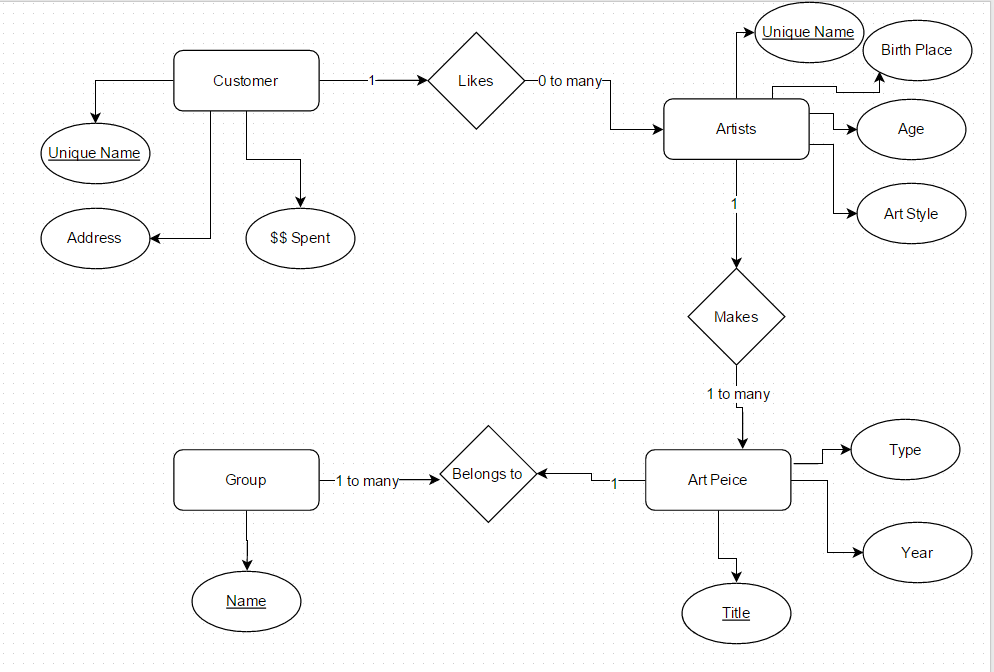 Unique Name
Birth Place
Customer
1
Likes
0 to many
Artists
Age
Unique Name
Address
$$ Spent
1
Art Style
Makes
1 to many
Group
1 to many
Belongs to
1
Art Peice
Type
Year
Name
Title